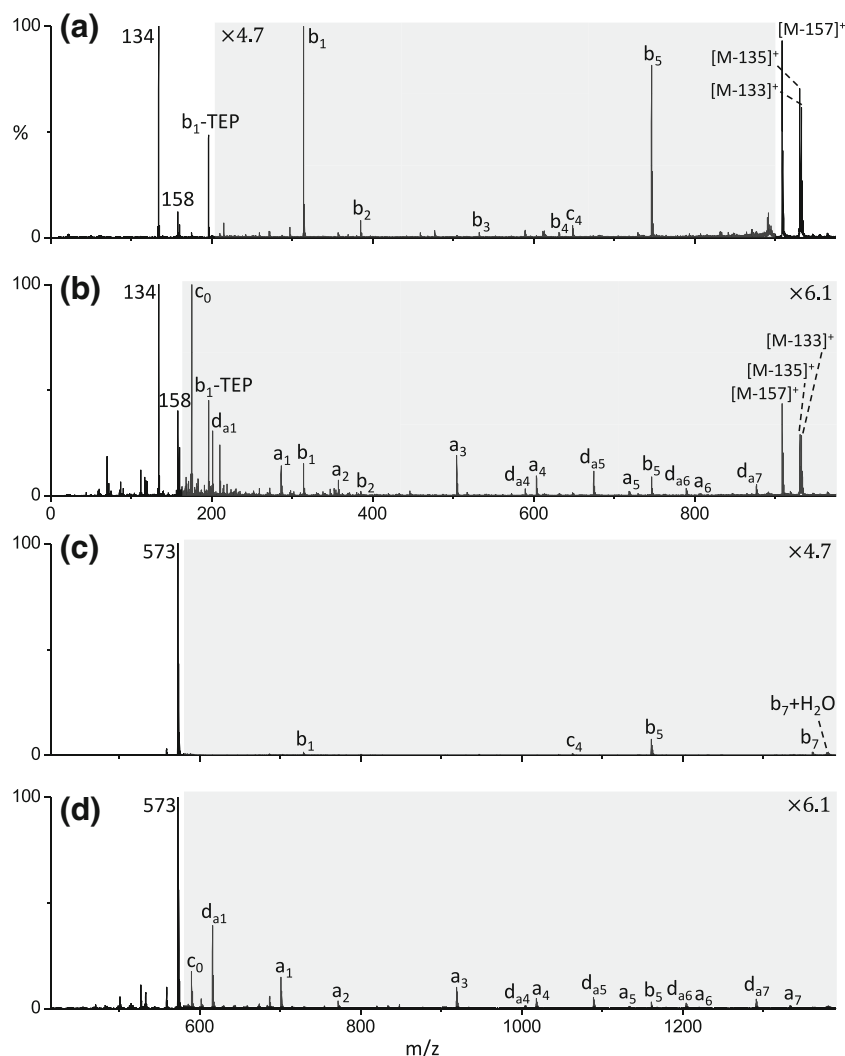 (a) 134 ×4.7 b₁ b₅ [M-157]⁺
[M-135]⁺
[M-133]⁺
b₁-TEP
%
158 b₂ b₃ b₄ c₄
100
0
(b) 134 c₀ ×6.1
[M-133]⁺
[M-135]⁺
158 b₁-TEP [M-157]⁺
dₐ₁
a₁ b₁ a₂ b₂ a₃ dₐ₄ a₄ dₐ₅ a₅ b₅ dₐ₆ a₆ dₐ₇
100
0
0 200 400 600 800
(c) 573 ×4.7
b₇+H₂O
b₁ c₄ b₅ b₇
100
0
(d) 573 ×6.1
dₐ₁
c₀ a₁ a₂ a₃ dₐ₄ a₄ dₐ₅ a₅ b₅ dₐ₆ a₆ dₐ₇ a₇
100
0
600 800 1000 1200
m/z